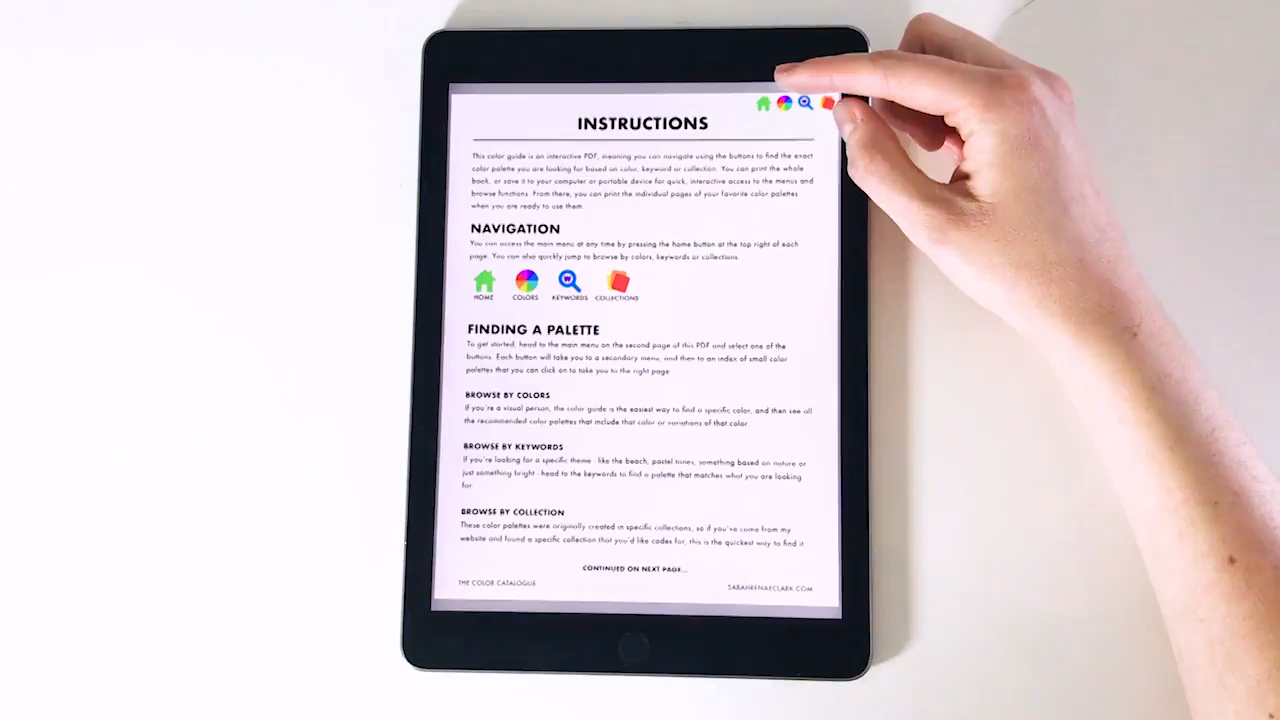 INSTRUCTIONS
This color guide is an interactive PDF, meaning you can navigate using the buttons to find the exact
color palette you are looking for based on color, keyword or collection. You can print the whole
book, or save it to your computer or portable device for quick, interactive access to the menus and
browse functions. From there, you can print the individual pages of your favorite color palettes
when you are ready to use them.
NAVIGATION
You can access the main menu at any time by pressing the home button at the top right of each
page. You can also quickly jump to browse by colors, keywords or collections.
HOME COLORS KEYWORDS COLLECTIONS
FINDING A PALETTE
To get started, head to the main menu on the second page of this PDF and select one of the
buttons. Each button will take you to a secondary menu, and then to an index of small color
palettes that you can click on to take you to the right page.
BROWSE BY COLORS
If you're a visual person, the color guide is the easiest way to find a specific color, and then see all
the recommended color palettes that include that color or variations of that color.
BROWSE BY KEYWORDS
If you're looking for a specific theme - like the beach, pastel tones, something based on nature or
just something bright - head to the keywords to find a palette that matches what you are looking
for.
BROWSE BY COLLECTION
These color palettes were originally created in specific collections, so if you've come from my
website and found a specific collection that you'd like codes for, this is the quickest way to find it
CONTINUED ON NEXT PAGE...
THE COLOR CATALOGUE
SARAHRENAECLARK.COM